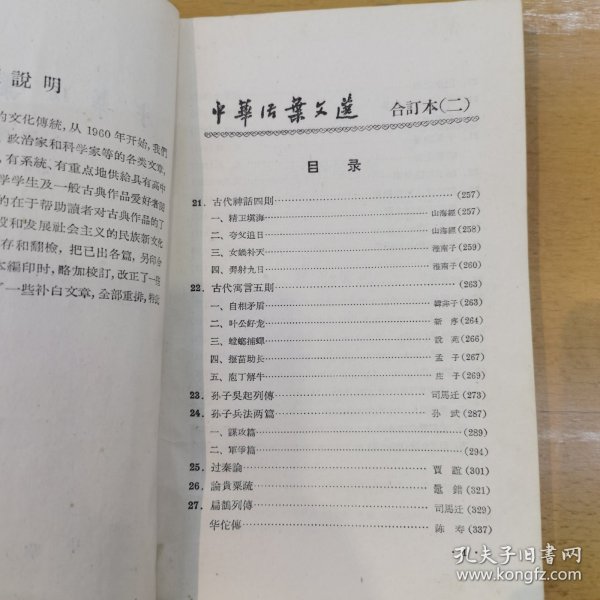 說明
的文化傳統，从1960年开始，我們
政治家和科学家等的各类文章，
有系統、有重点地供給具有高中
学学生及一般古典作品爱好者閱
的在于帮助讀者对古典作品的了
設和发展社会主义的民族新文化
存和翻檢，把已出各篇，另印合
本編印时，略加校訂，改正了一些
了一些补白文章，全部重排，特此
中華活葉文選 合訂本(二)
目录
21. 古代神話四則 (257)
一、精卫填海 山海經(258)
二、夸父追日 山海經(258)
三、女媧补天 淮南子(259)
四、羿射九日 淮南子(260)
22. 古代寓言五則 (263)
一、自相矛盾 韓非子(263)
二、叶公好龙 新序(264)
三、螳螂捕蟬 說苑(266)
四、揠苗助长 孟子(267)
五、庖丁解牛 庄子(269)
23. 孙子吳起列傳 司馬迁(273)
24. 孙子兵法两篇 孙武(287)
一、謀攻篇 (289)
二、軍爭篇 (294)
25. 过秦論 賈誼(301)
26. 論貴粟疏 鼂錯(321)
27. 扁鵲列傳 司馬迁(329)
华佗傳 陈寿(337)
孔夫子旧书网
www.kongfz.com